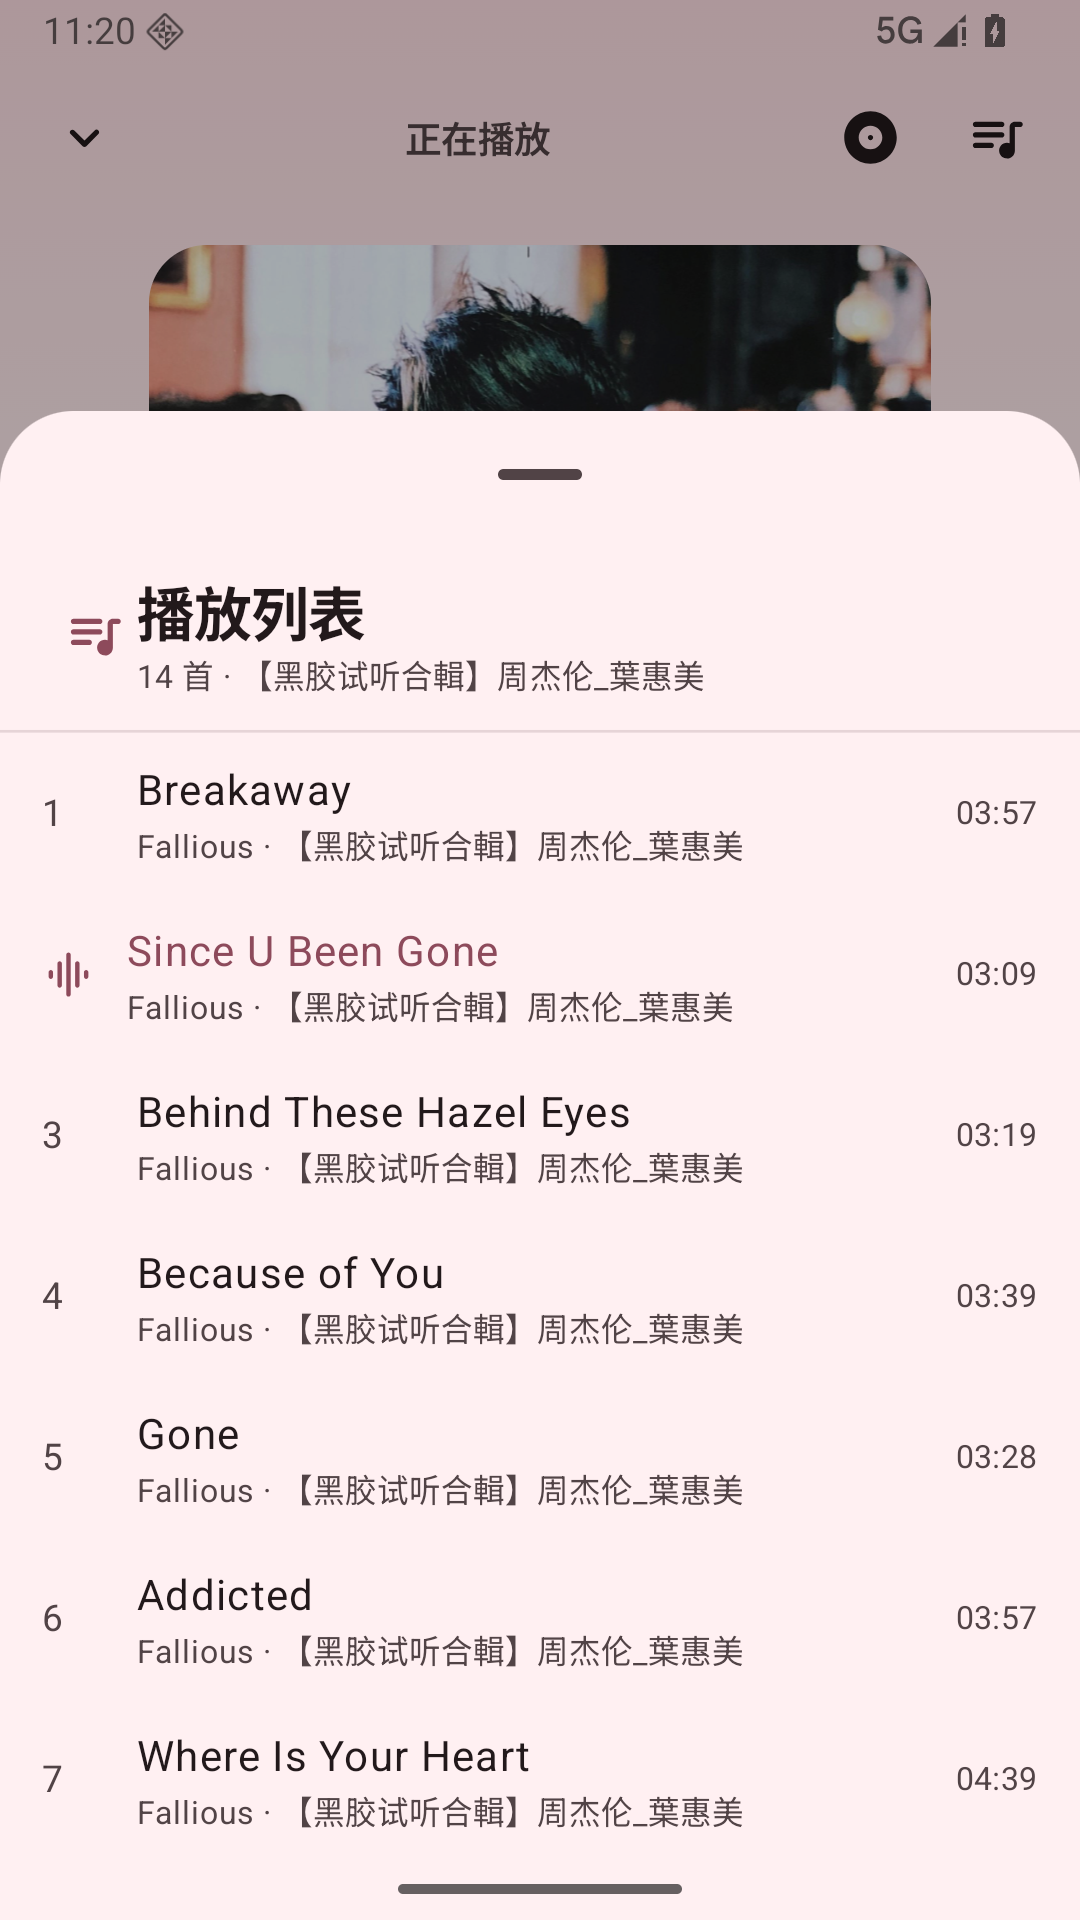 11:20
5G
正在播放
播放列表
14 首 · 【黑胶试听合輯】周杰伦_葉惠美
1
Breakaway
Fallious · 【黑胶试听合輯】周杰伦_葉惠美
03:57
Since U Been Gone
Fallious · 【黑胶试听合輯】周杰伦_葉惠美
03:09
3
Behind These Hazel Eyes
Fallious · 【黑胶试听合輯】周杰伦_葉惠美
03:19
4
Because of You
Fallious · 【黑胶试听合輯】周杰伦_葉惠美
03:39
5
Gone
Fallious · 【黑胶试听合輯】周杰伦_葉惠美
03:28
6
Addicted
Fallious · 【黑胶试听合輯】周杰伦_葉惠美
03:57
7
Where Is Your Heart
Fallious · 【黑胶试听合輯】周杰伦_葉惠美
04:39